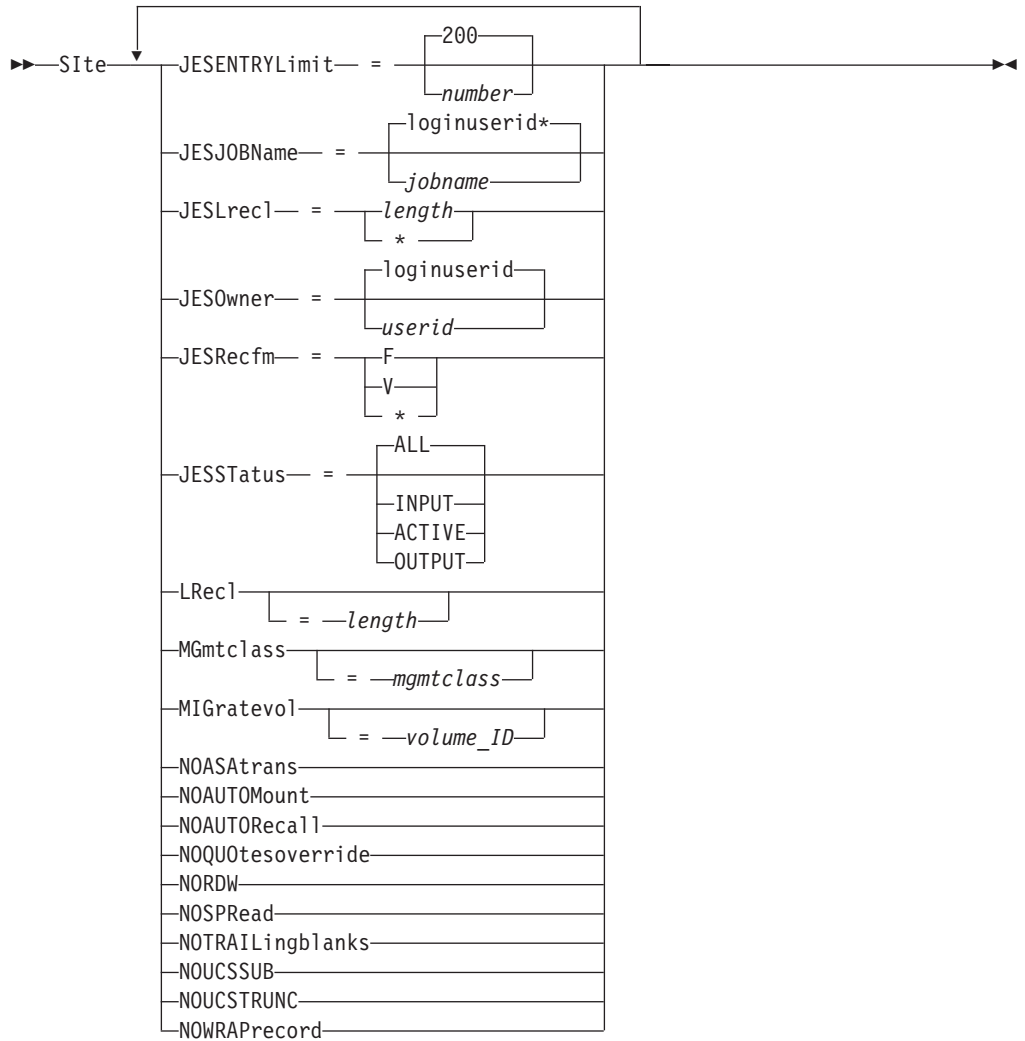 200
SIte JESENTRYLimit =
number
loginuserid*
JESJOBName =
jobname
JESLrecl = length
*
loginuserid
JESOwner =
userid
JESRecfm = F
V
*
ALL
JESSTatus =
INPUT
ACTIVE
OUTPUT
LRecl
= length
MGmtclass
= mgmtclass
MIGratevol
= volume_ID
NOASAtrans
NOAUTOMount
NOAUTORecall
NOQUOtesoverride
NORDW
NOSPRead
NOTRAILingblanks
NOUCSSUB
NOUCSTRUNC
NOWRAPrecord